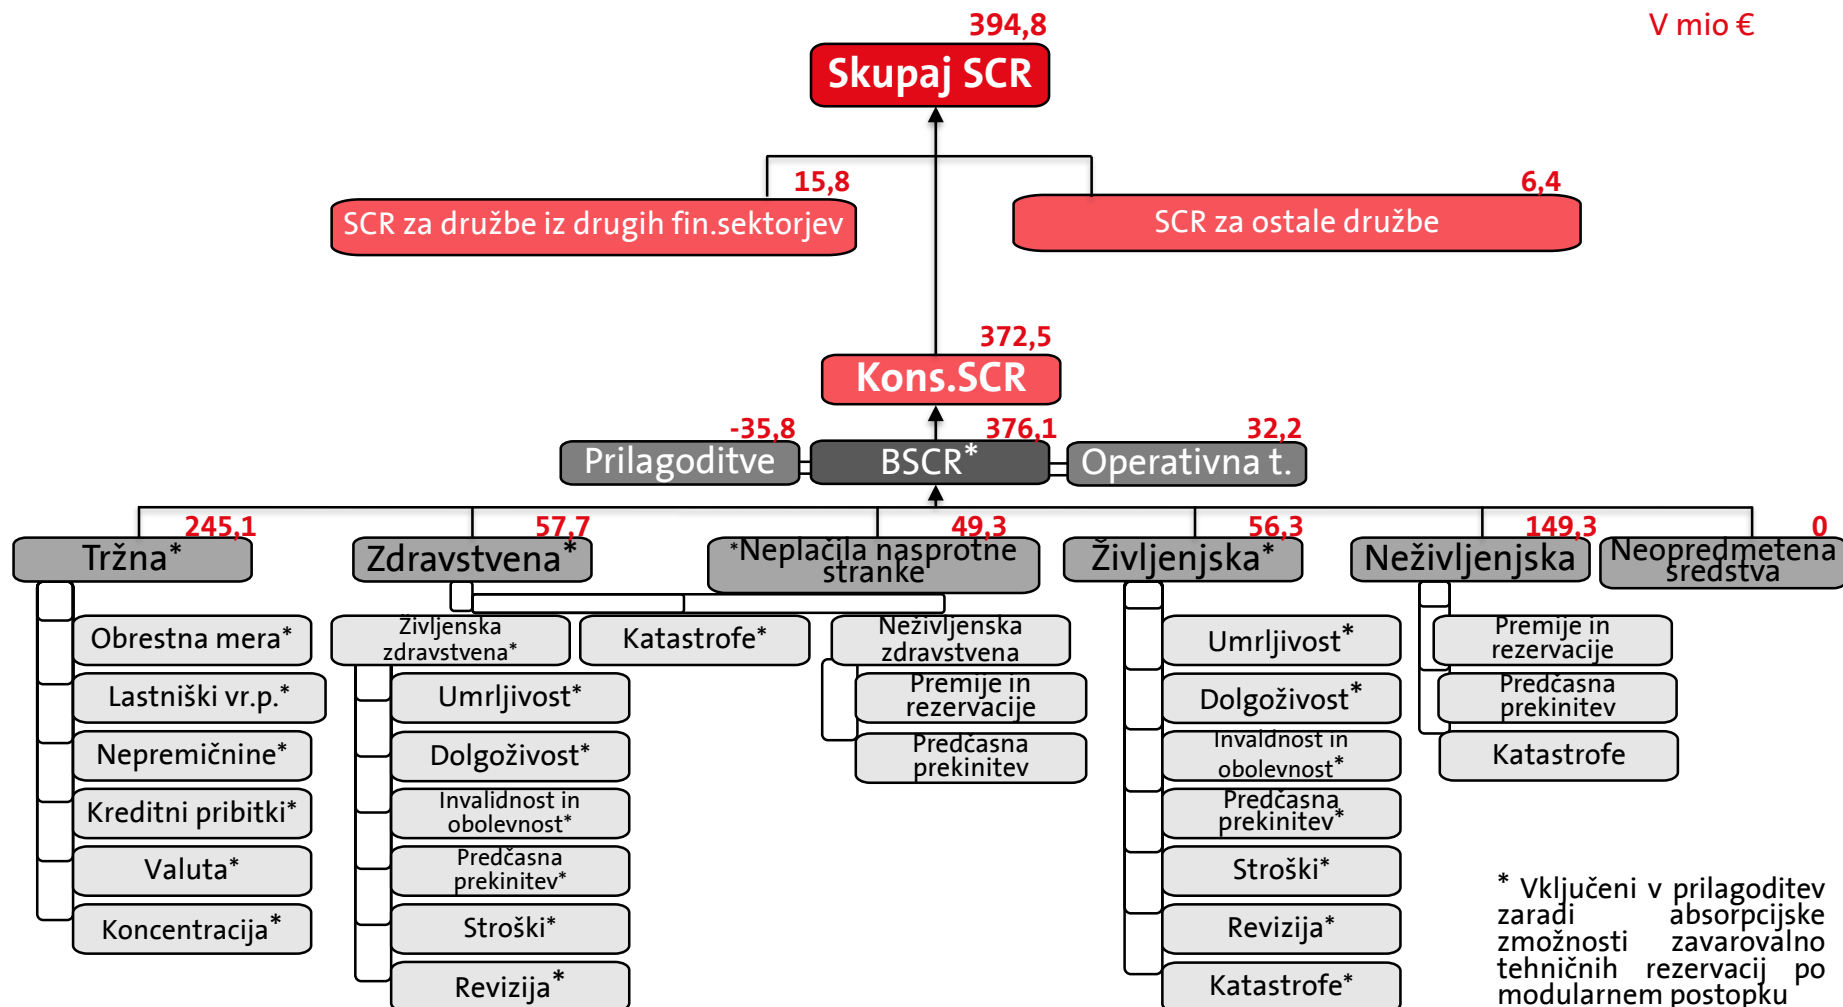 394,8
V mio €
Skupaj SCR
15,8
6,4
SCR za družbe iz drugih fin.sektorjev
SCR za ostale družbe
372,5
Kons.SCR
-35,8
376,1
32,2
Prilagoditve
BSCR*
Operativna t.
245,1
57,7
49,3
56,3
149,3
0
Tržna*
Zdravstvena*
*Neplačila nasprotne
stranke
Življenjska*
Neživljenjska
Neopredmetena
sredstva
Obrestna mera*
Lastniški vr.p.*
Nepremičnine*
Kreditni pribitki*
Valuta*
Koncentracija*
Življenska
zdravstvena*
Umrljivost*
Dolgoživost*
Invalidnost in
obolevnost*
Predčasna
prekinitev*
Stroški*
Revizija*
Katastrofe*
Neživljenska
zdravstvena
Premije in
rezervacije
Predčasna
prekinitev
Umrljivost*
Dolgoživost*
Invaldnost in
obolevnost*
Predčasna
prekinitev*
Stroški*
Revizija*
Katastrofe*
Premije in
rezervacije
Predčasna
prekinitev
Katastrofe
* Vključeni v prilagoditev
zaradi absorpcijske
zmožnosti zavarovalno
tehničnih rezervacij po
modularnem postopku